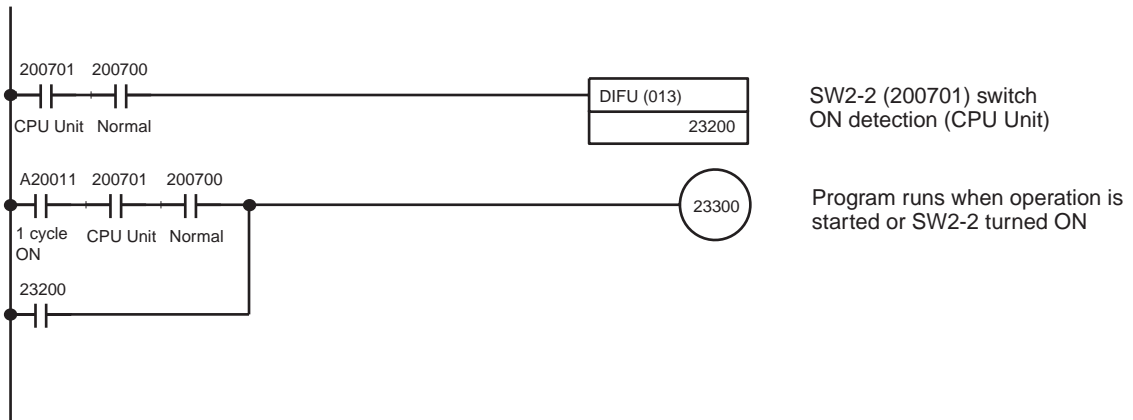 200701 200700
DIFU (013)
23200
CPU Unit Normal
SW2-2 (200701) switch
ON detection (CPU Unit)
A20011 200701 200700
23300
1 cycle
ON
CPU Unit Normal
Program runs when operation is
started or SW2-2 turned ON
23200